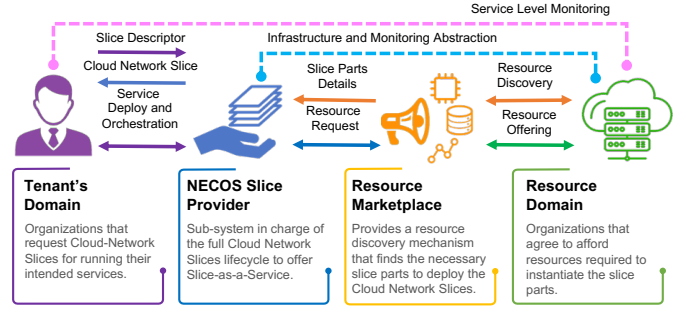 Service Level Monitoring
Slice Descriptor
Infrastructure and Monitoring Abstraction
Cloud Network Slice
Service
Deploy and
Orchestration
Slice Parts
Details
Resource
Request
Resource
Discovery
Resource
Offering
Tenant's
Domain
Organizations that
request Cloud-Network
Slices for running their
intended services.
NECOS Slice
Provider
Sub-system in charge of
the full Cloud Network
Slices lifecycle to offer
Slice-as-a-Service.
Resource
Marketplace
Provides a resource
discovery mechanism
that finds the necessary
slice parts to deploy the
Cloud Network Slices.
Resource
Domain
Organizations that
agree to afford
resources required to
instantiate the slice
parts.